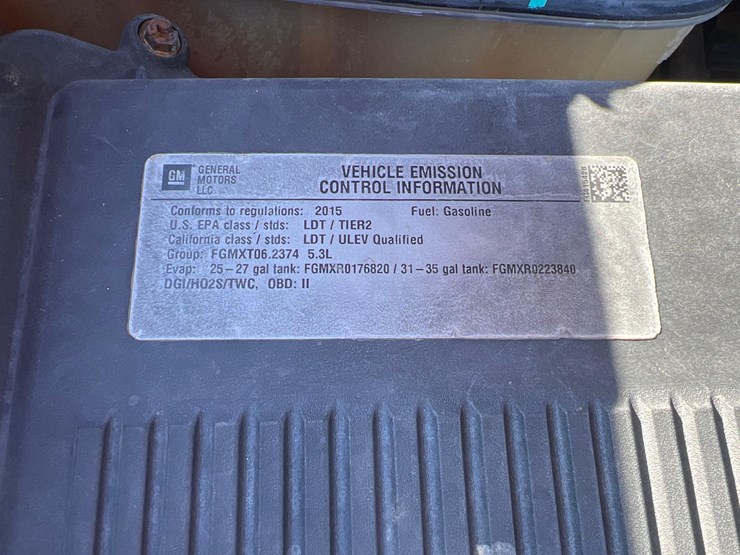 GM GENERAL MOTORS LLC
VEHICLE EMISSION
CONTROL INFORMATION
Conforms to regulations: 2015 Fuel: Gasoline
U.S. EPA class / stds: LDT / TIER2
California class / stds: LDT / ULEV Qualified
Group: FGMXT06.2374 5.3L
Evap: 25–27 gal tank: FGMXR0176820 / 31–35 gal tank: FGMXR0223840
DGI/HO2S/TWC, OBD: II